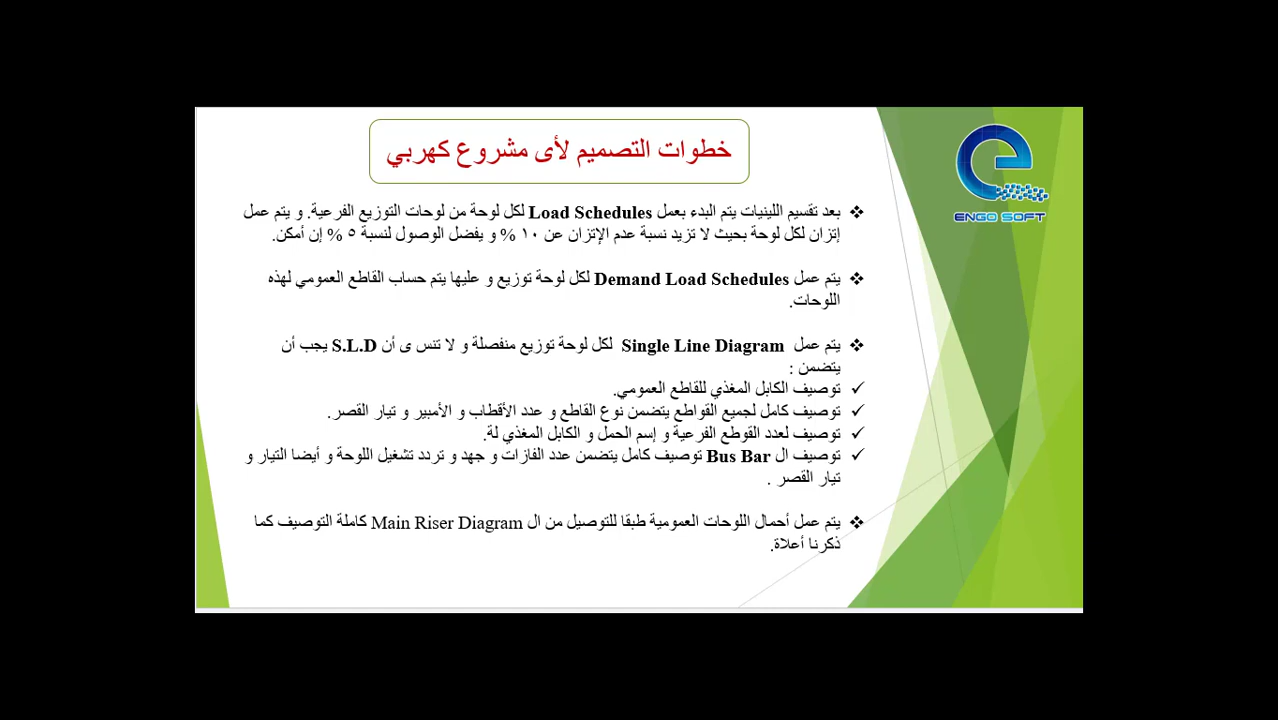 خطوات التصميم لأى مشروع كهربي
ENGO SOFT
❖ بعد تقسيم اللينيات يتم البدء بعمل Load Schedules لكل لوحة من لوحات التوزيع الفرعية. و يتم عمل
إتزان لكل لوحة بحيث لا تزيد نسبة عدم الإتزان عن ١٠ % و يفضل الوصول لنسبة ٥ % إن أمكن.
❖ يتم عمل Demand Load Schedules لكل لوحة توزيع و عليها يتم حساب القاطع العمومي لهذه
اللوحات.
❖ يتم عمل Single Line Diagram لكل لوحة توزيع منفصلة و لا تنس ى أن S.L.D يجب أن
يتضمن :
✓ توصيف الكابل المغذي للقاطع العمومي.
✓ توصيف كامل لجميع القواطع يتضمن نوع القاطع و عدد الأقطاب و الأمبير و تيار القصر.
✓ توصيف لعدد القوطع الفرعية و إسم الحمل و الكابل المغذي لة.
✓ توصيف ال Bus Bar توصيف كامل يتضمن عدد الفازات و جهد و تردد تشغيل اللوحة و أيضا التيار و
تيار القصر .
❖ يتم عمل أحمال اللوحات العمومية طبقا للتوصيل من ال Main Riser Diagram كاملة التوصيف كما
ذكرنا أعلاة.